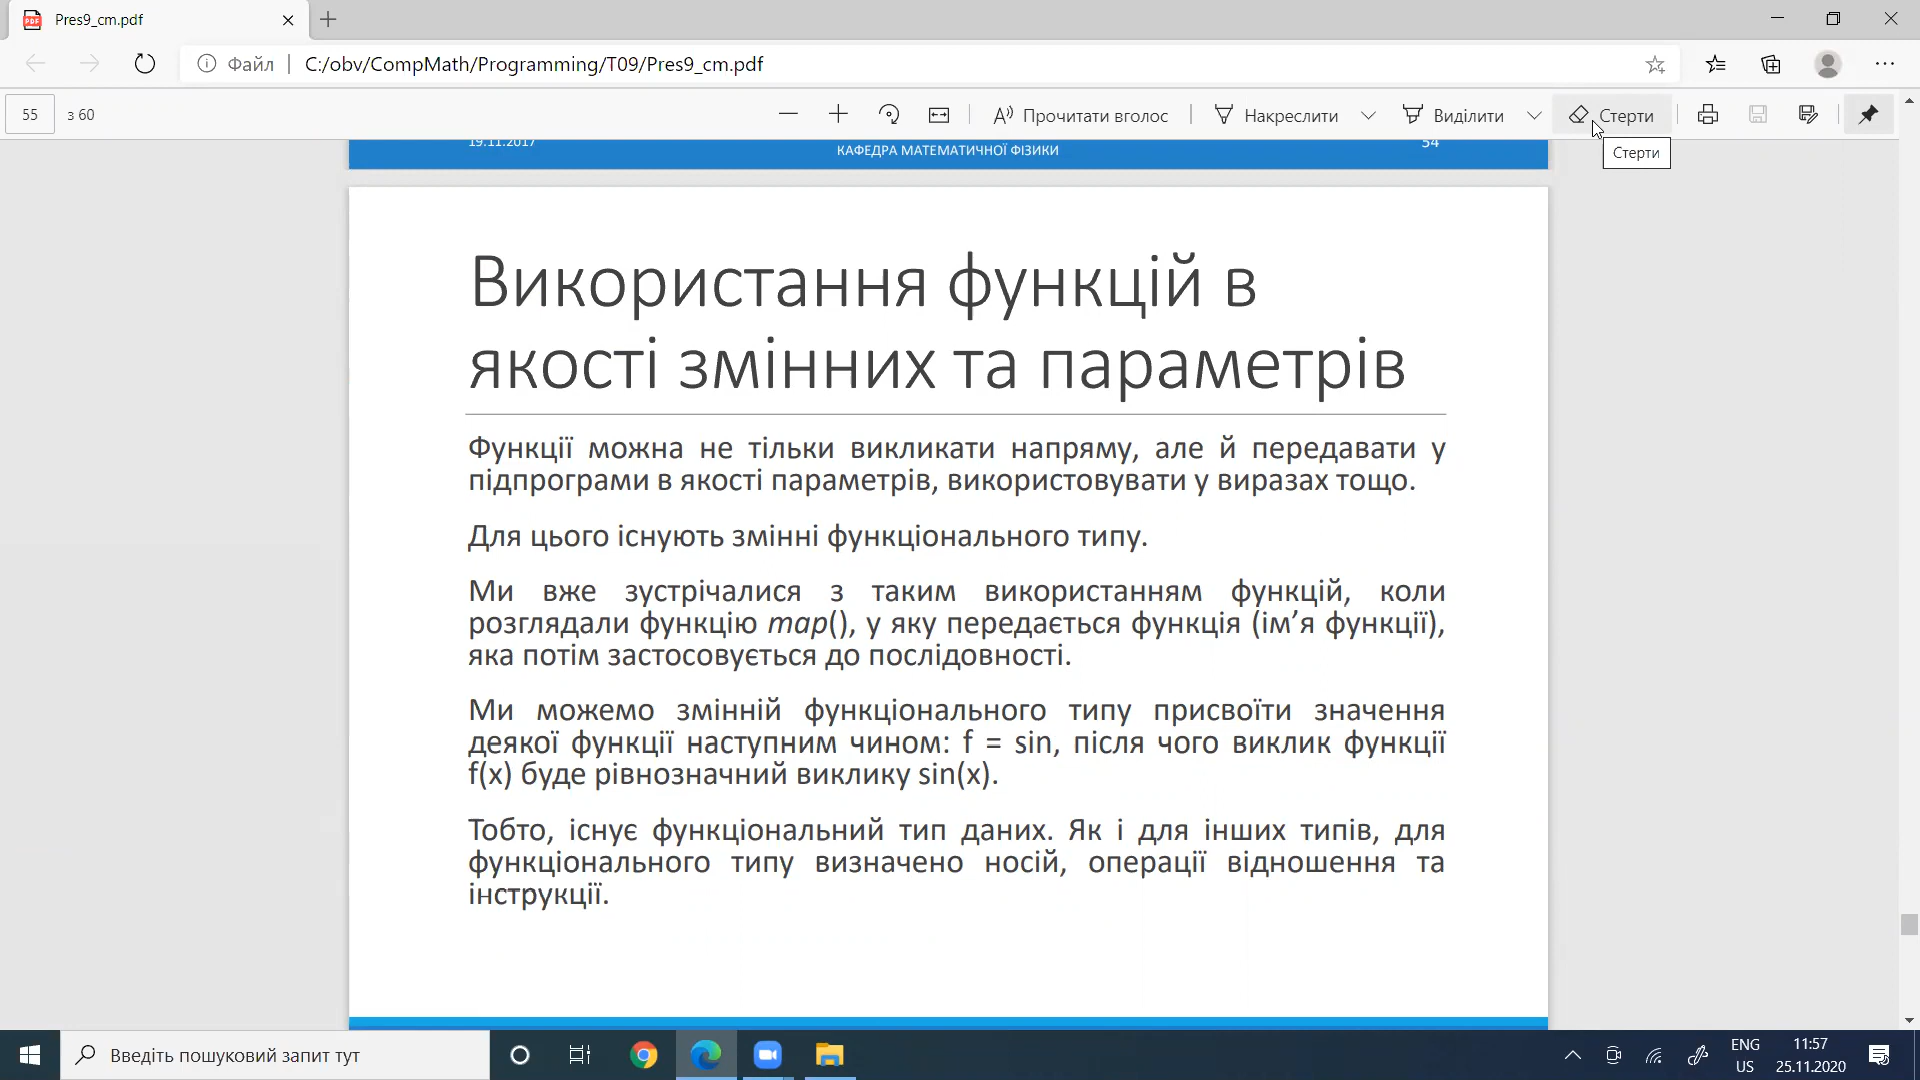 Pres9_cm.pdf
Файл
C:/obv/CompMath/Programming/T09/Pres9_cm.pdf
55
з 60
Прочитати вголос
Накреслити
Виділити
Стерти
Стерти
19.11.2017
КАФЕДРА МАТЕМАТИЧНОЇ ФІЗИКИ
54
Використання функцій в
якості змінних та параметрів
Функції можна не тільки викликати напряму, але й передавати у
підпрограми в якості параметрів, використовувати у виразах тощо.
Для цього існують змінні функціонального типу.
Ми вже зустрічалися з таким використанням функцій, коли
розглядали функцію map(), у яку передається функція (ім’я функції),
яка потім застосовується до послідовності.
Ми можемо змінній функціонального типу присвоїти значення
деякої функції наступним чином: f = sin, після чого виклик функції
f(x) буде рівнозначний виклику sin(x).
Тобто, існує функціональний тип даних. Як і для інших типів, для
функціонального типу визначено носій, операції відношення та
інструкції.
Введіть пошуковий запит тут
ENG
US
11:57
25.11.2020